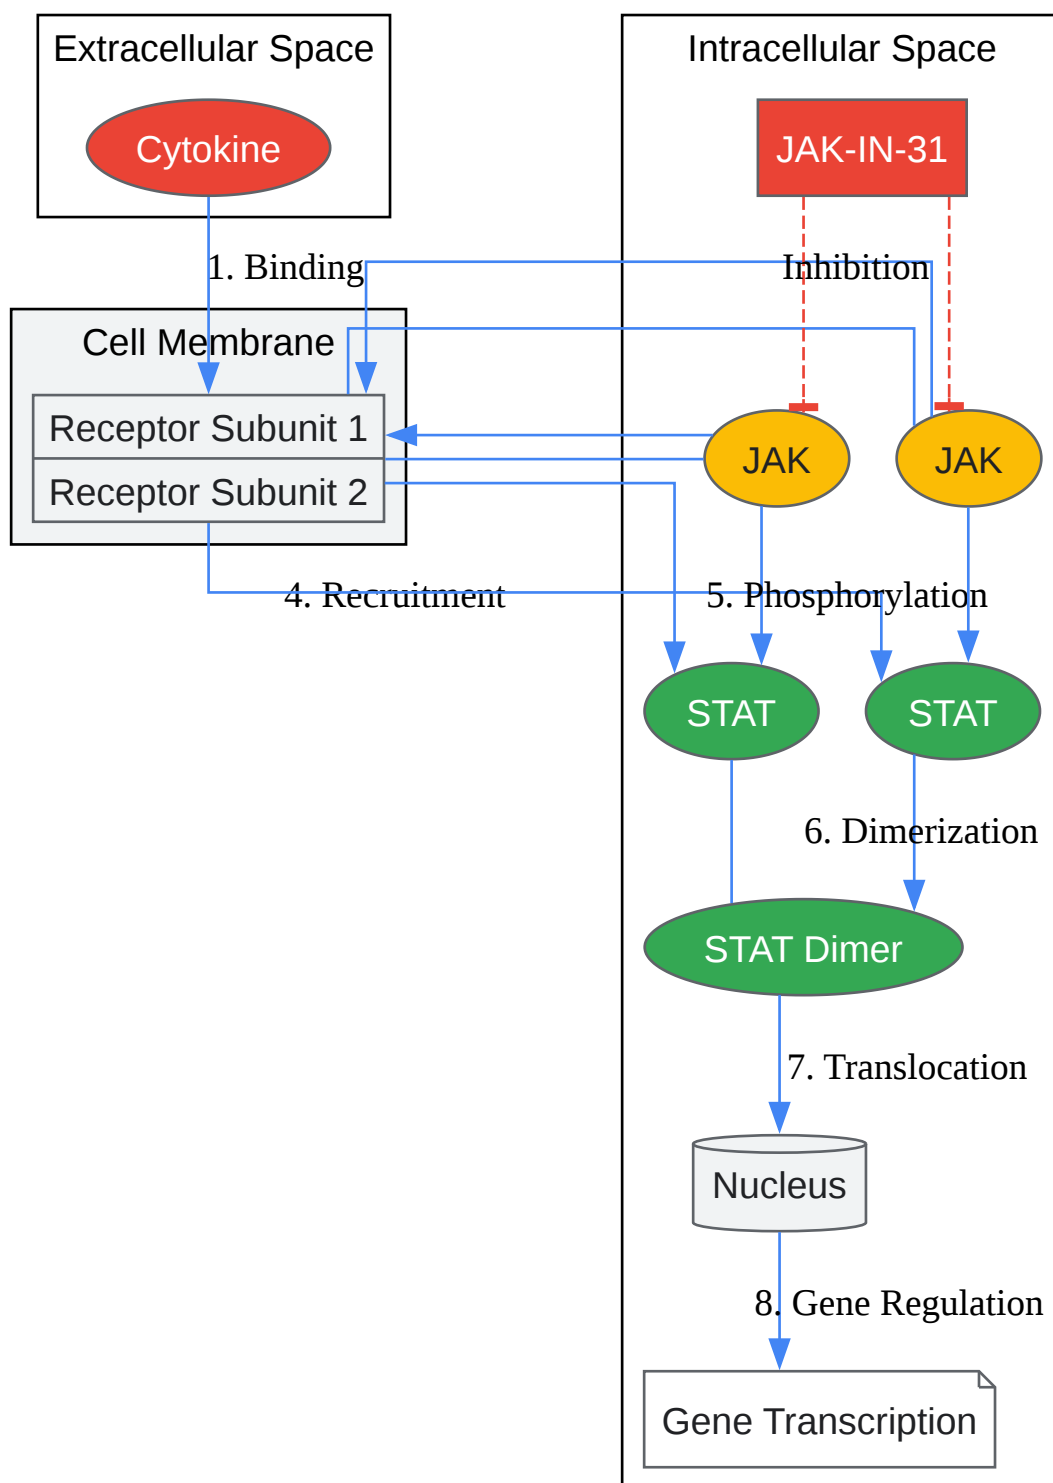 Extracellular Space
Intracellular Space
Cytokine
JAK-IN-31
1. Binding
Inhibition
Cell Membrane
Receptor Subunit 1
Receptor Subunit 2
JAK
JAK
4. Recruitment
5. Phosphorylation
STAT
STAT
6. Dimerization
STAT Dimer
7. Translocation
Nucleus
8. Gene Regulation
Gene Transcription